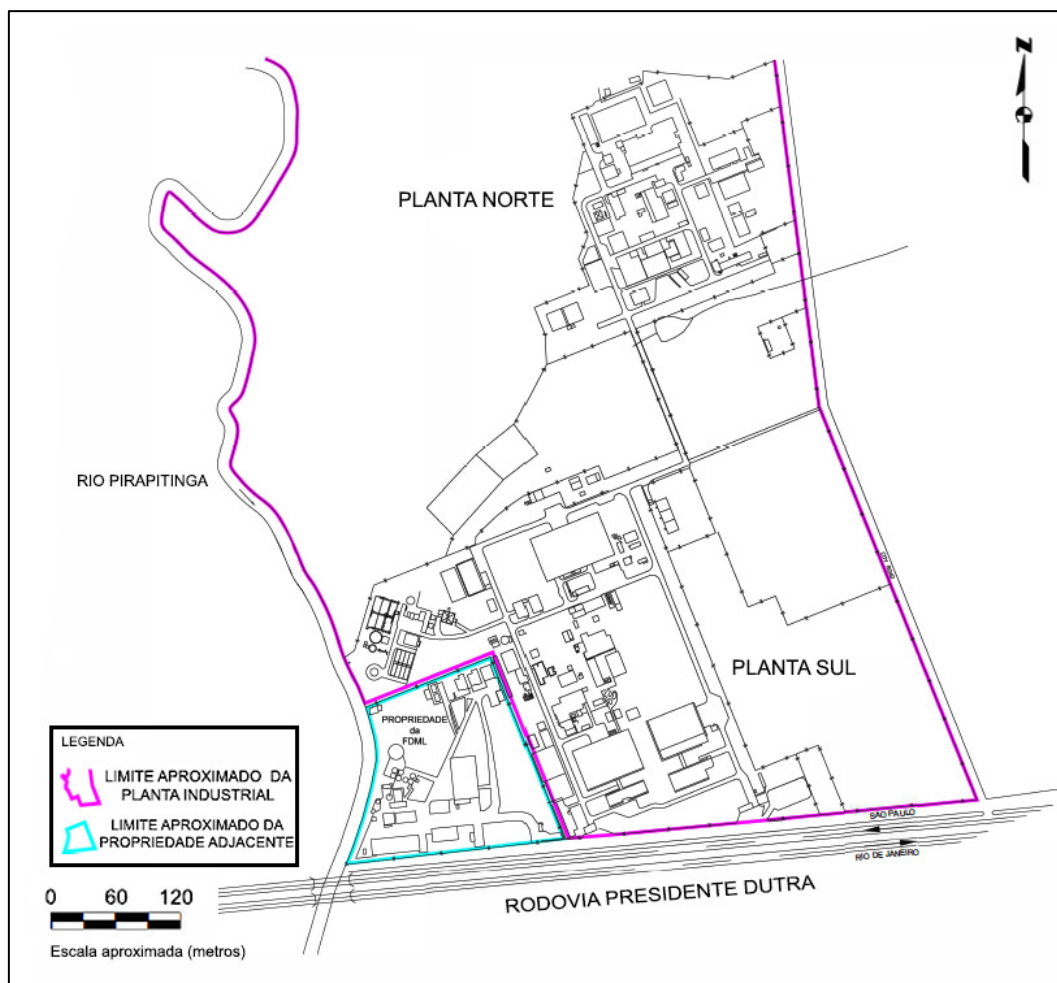 N
PLANTA NORTE
RIO PIRAPITINGA
PLANTA SUL
PROPRIEDADE
da
FDML
LEGENDA
LIMITE APROXIMADO DA
PLANTA INDUSTRIAL
LIMITE APROXIMADO DA
PROPRIEDADE ADJACENTE
SÃO PAULO
RIO DE JANEIRO
RODOVIA PRESIDENTE DUTRA
0 60 120
Escala aproximada (metros)